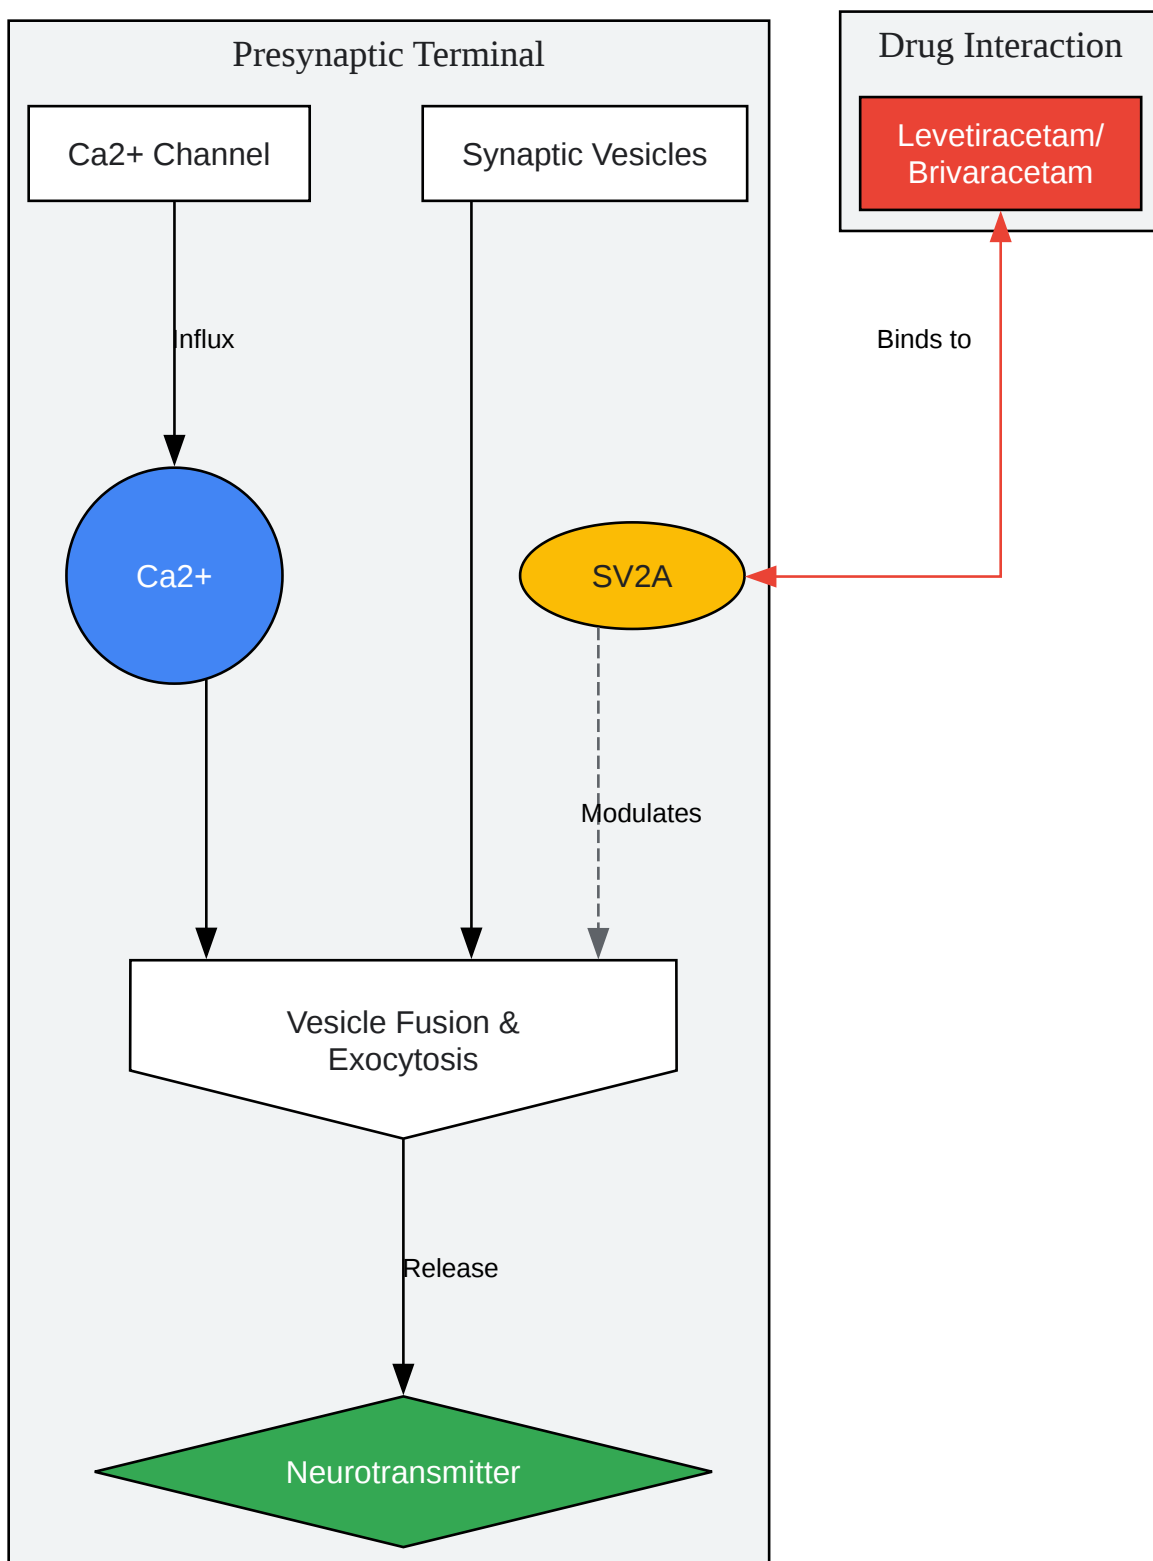 Presynaptic Terminal
Drug Interaction
Ca2+ Channel
Synaptic Vesicles
Levetiracetam/
Brivaracetam
Influx
Binds to
Ca2+
SV2A
Modulates
Vesicle Fusion &
Exocytosis
Release
Neurotransmitter